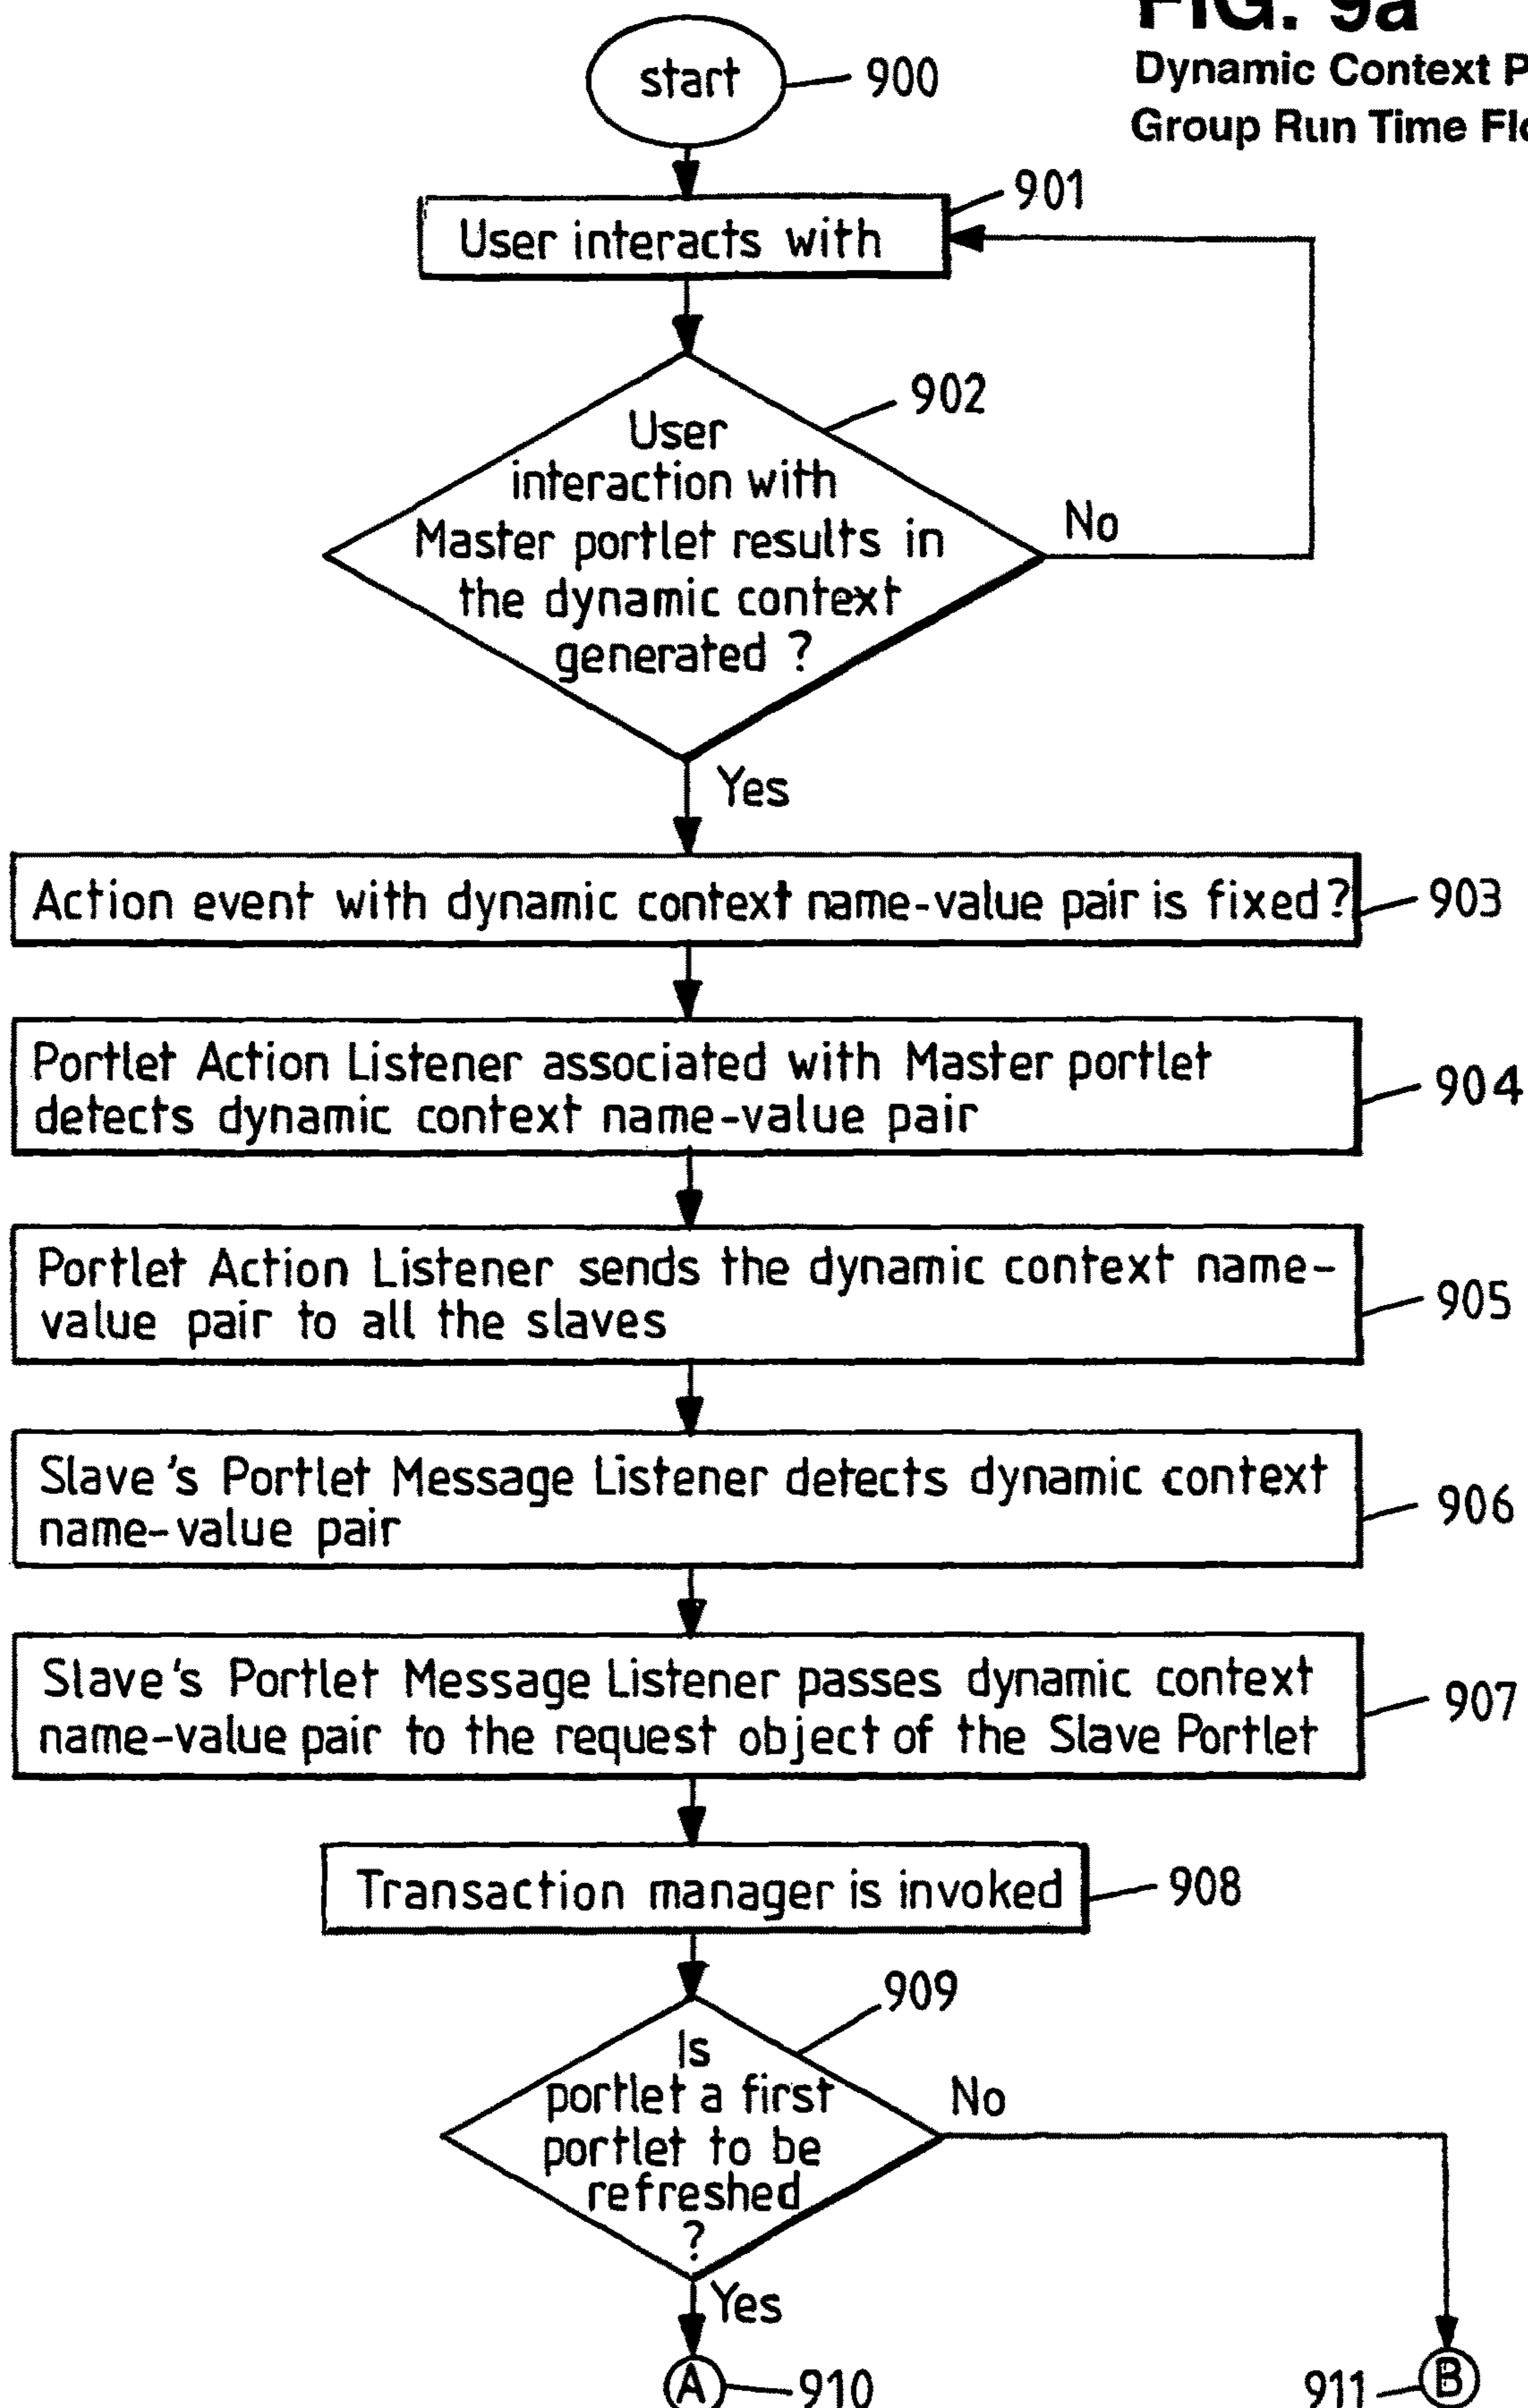 FIG. 9a
Dynamic Context P
Group Run Time Flo
start
900
901
User interacts with
902
User
interaction with
Master portlet results in
the dynamic context
generated ?
No
Yes
Action event with dynamic context name-value pair is fixed?
903
Portlet Action Listener associated with Master portlet
detects dynamic context name-value pair
904
Portlet Action Listener sends the dynamic context name-
value pair to all the slaves
905
Slave's Portlet Message Listener detects dynamic context
name-value pair
906
Slave's Portlet Message Listener passes dynamic context
name-value pair to the request object of the Slave Portlet
907
Transaction manager is invoked
908
909
Is
portlet a first
portlet to be
refreshed
?
No
Yes
A
910
911
B